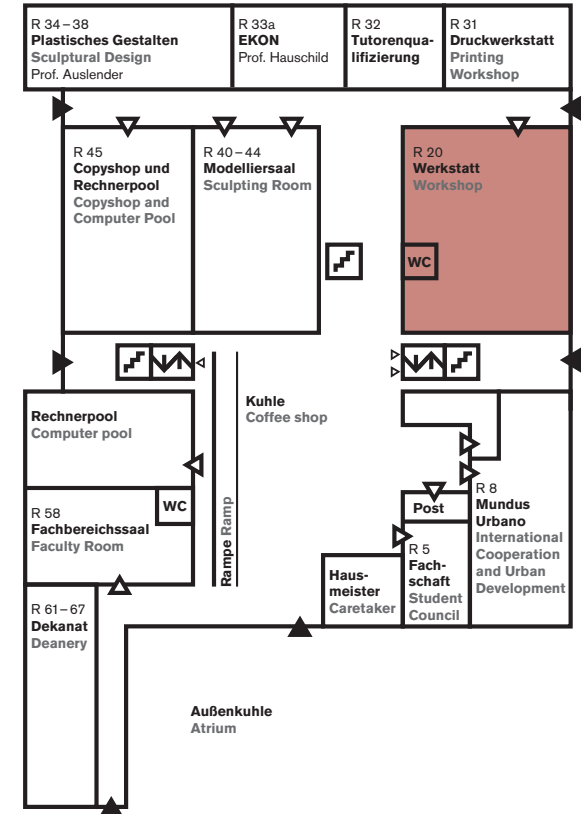 R 34–38
Plastisches Gestalten
Sculptural Design
Prof. Auslender
R 33a
EKON
Prof. Hauschild
R 32
Tutorenqua-
lifizierung
R 31
Druckwerkstatt
Printing
Workshop
R 45
Copyshop und
Rechnerpool
Copyshop and
Computer Pool
R 40–44
Modelliersaal
Sculpting Room
R 20
Werkstatt
Workshop
WC
Rechnerpool
Computer pool
Kuhle
Coffee shop
R 58
Fachbereichssaal
Faculty Room
WC
Rampe Ramp
R 61–67
Dekanat
Deanery
Haus-
meister
Caretaker
Post
R 5
Fach-
schaft
Student
Council
R 8
Mundus
Urbano
International
Cooperation
and Urban
Development
Außenkuhle
Atrium